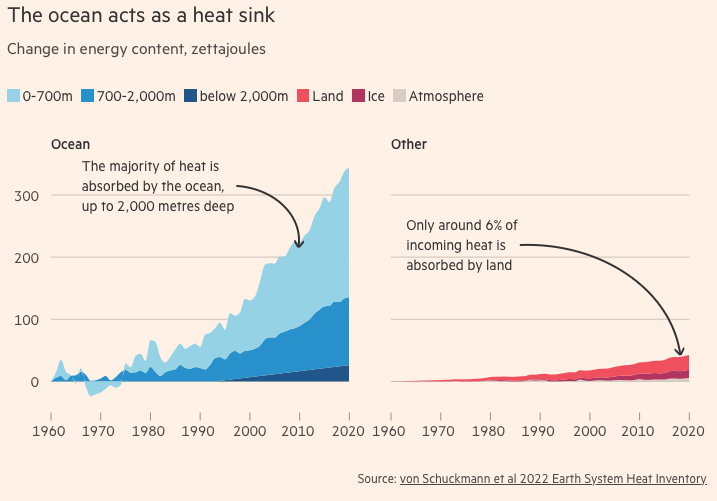 The ocean acts as a heat sink
Change in energy content, zettajoules
0-700m 700-2,000m below 2,000m Land Ice Atmosphere
Ocean
The majority of heat is
absorbed by the ocean,
up to 2,000 metres deep
300
200
100
0
1960 1970 1980 1990 2000 2010 2020
Other
Only around 6% of
incoming heat is
absorbed by land
1960 1970 1980 1990 2000 2010 2020
Source: von Schuckmann et al 2022 Earth System Heat Inventory